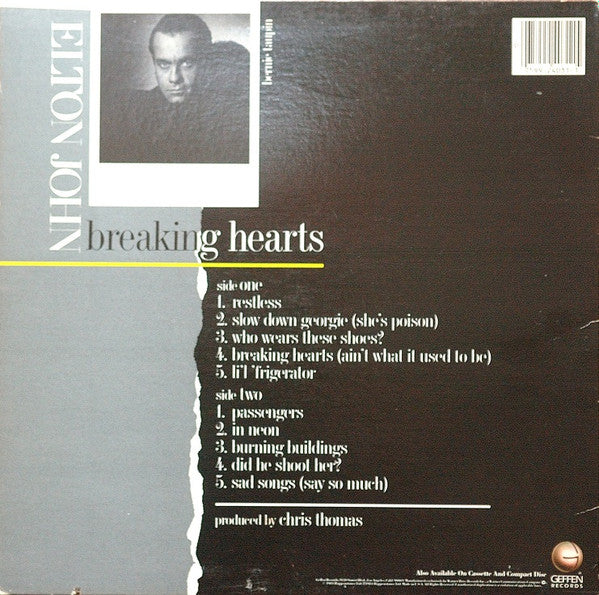 ELTON JOHN
bernie taupin
breaking hearts
side one
1. restless
2. slow down georgie (she's poison)
3. who wears these shoes?
4. breaking hearts (ain't what it used to be)
5. li'l 'frigerator
side two
1. passengers
2. in neon
3. burning buildings
4. did he shoot her?
5. sad songs (say so much)
produced by chris thomas
Also Available On Cassette And Compact Disc
GEFFEN
RECORDS